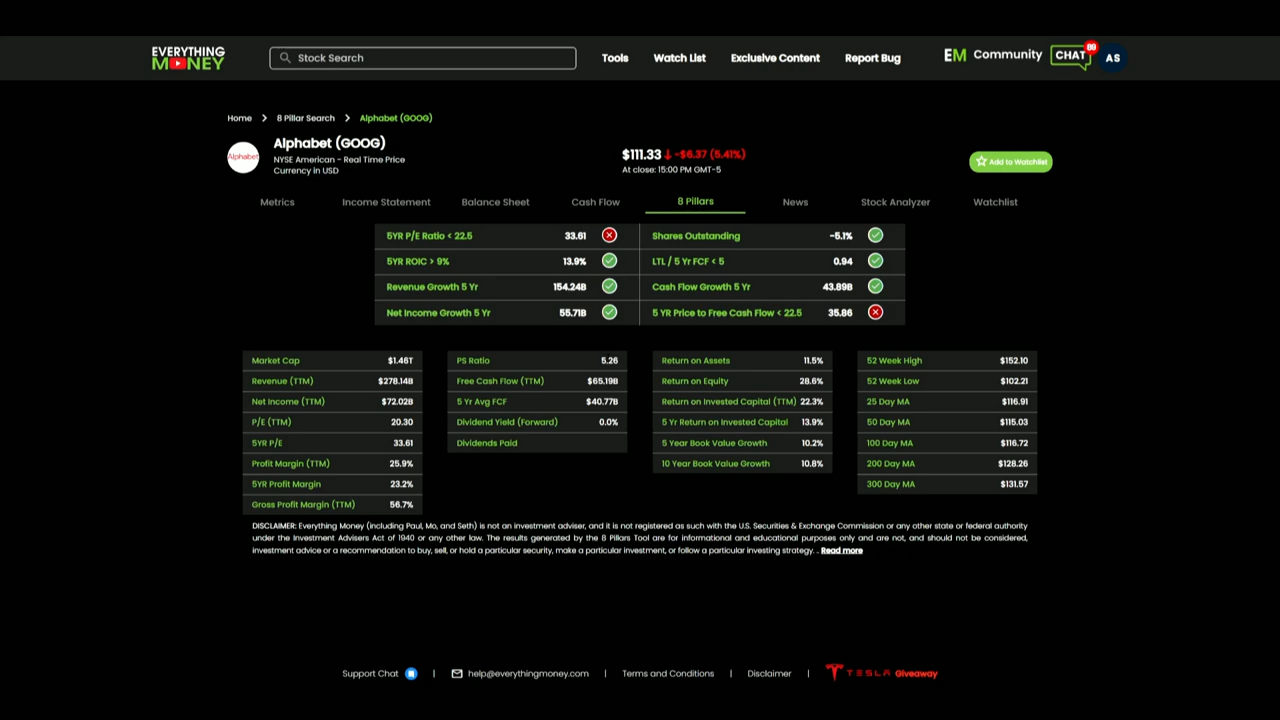 EVERYTHING
MONEY
Stock Search
Tools
Watch List
Exclusive Content
Report Bug
EM Community
CHAT
89
AS
Home > 8 Pillar Search > Alphabet (GOOG)
Alphabet
Alphabet (GOOG)
NYSE American - Real Time Price
Currency in USD
$111.33 ↓ -$6.37 (5.41%)
At close: 15:00 PM GMT-5
Add to Watchlist
Metrics
Income Statement
Balance Sheet
Cash Flow
8 Pillars
News
Stock Analyzer
Watchlist
5YR P/E Ratio < 22.5 33.61
5YR ROIC > 9% 13.9%
Revenue Growth 5 Yr 154.24B
Net Income Growth 5 Yr 55.71B
Shares Outstanding -5.1%
LTL / 5 Yr FCF < 5 0.94
Cash Flow Growth 5 Yr 43.89B
5 YR Price to Free Cash Flow < 22.5 35.86
Market Cap $1.46T
Revenue (TTM) $278.14B
Net Income (TTM) $72.02B
P/E (TTM) 20.30
5YR P/E 33.61
Profit Margin (TTM) 25.9%
5YR Profit Margin 23.2%
Gross Profit Margin (TTM) 56.7%
PS Ratio 5.26
Free Cash Flow (TTM) $65.19B
5 Yr Avg FCF $40.77B
Dividend Yield (Forward) 0.0%
Dividends Paid
Return on Assets 11.5%
Return on Equity 28.6%
Return on Invested Capital (TTM) 22.3%
5 Yr Return on Invested Capital 13.9%
5 Year Book Value Growth 10.2%
10 Year Book Value Growth 10.8%
52 Week High $152.10
52 Week Low $102.21
25 Day MA $116.91
50 Day MA $115.03
100 Day MA $116.72
200 Day MA $128.26
300 Day MA $131.57
DISCLAIMER: Everything Money (including Paul, Mo, and Seth) is not an investment adviser, and it is not registered as such with the U.S. Securities & Exchange Commission or any other state or federal authority
under the Investment Advisers Act of 1940 or any other law. The results generated by the 8 Pillars Tool are for informational and educational purposes only and are not, and should not be considered,
investment advice or a recommendation to buy, sell, or hold a particular security, make a particular investment, or follow a particular investing strategy. .. Read more
Support Chat | help@everythingmoney.com | Terms and Conditions | Disclaimer | TESLA Giveaway